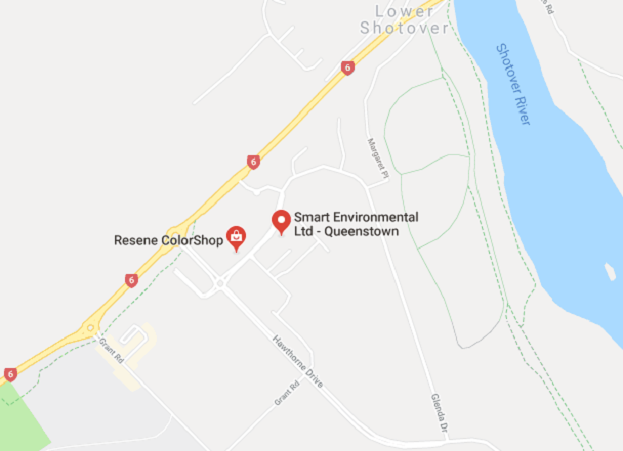 Lower
Shotover
s Rd
6
Shotover River
Margaret Pl
6
Smart Environmental
Ltd - Queenstown
Resene ColorShop
6
Grant Rd
Hawthorne Drive
6
Grant Rd
Glenda Dr